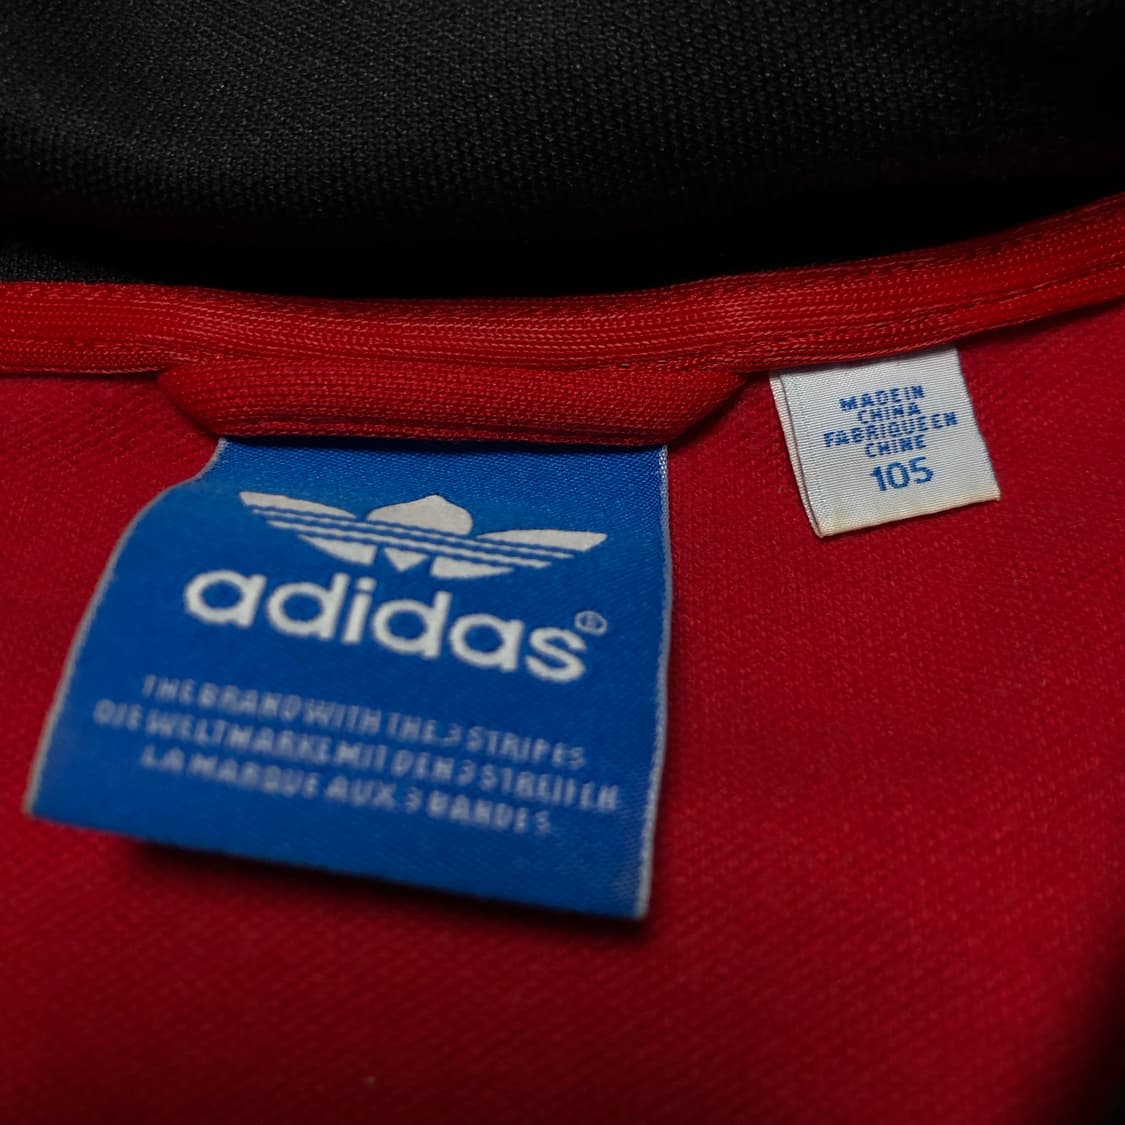 adidas®
THE BRAND WITH THE 3 STRIPES
DIE WELTMARKE MIT DEN 3 STREIFEN
LA MARQUE AUX 3 BANDES
MADE IN
CHINA
FABRIQUE EN
CHINE
105